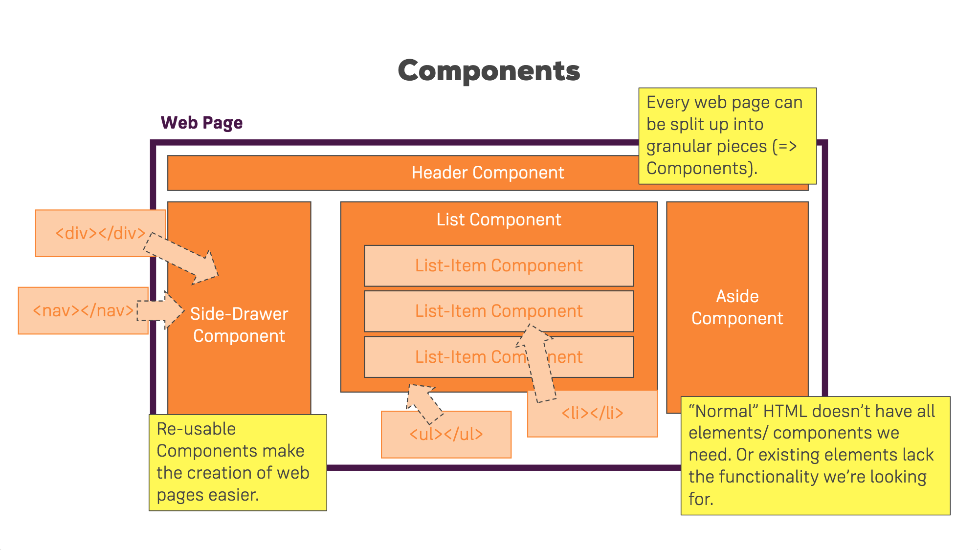 Components
Every web page can
be split up into
granular pieces (=>
Components).
Web Page
Header Component
<div></div>
<nav></nav>
Side-Drawer
Component
List Component
List-Item Component
List-Item Component
List-Item Component
<ul></ul>
<li></li>
Aside
Component
Re-usable
Components make
the creation of web
pages easier.
“Normal” HTML doesn’t have all
elements/ components we
need. Or existing elements lack
the functionality we’re looking
for.